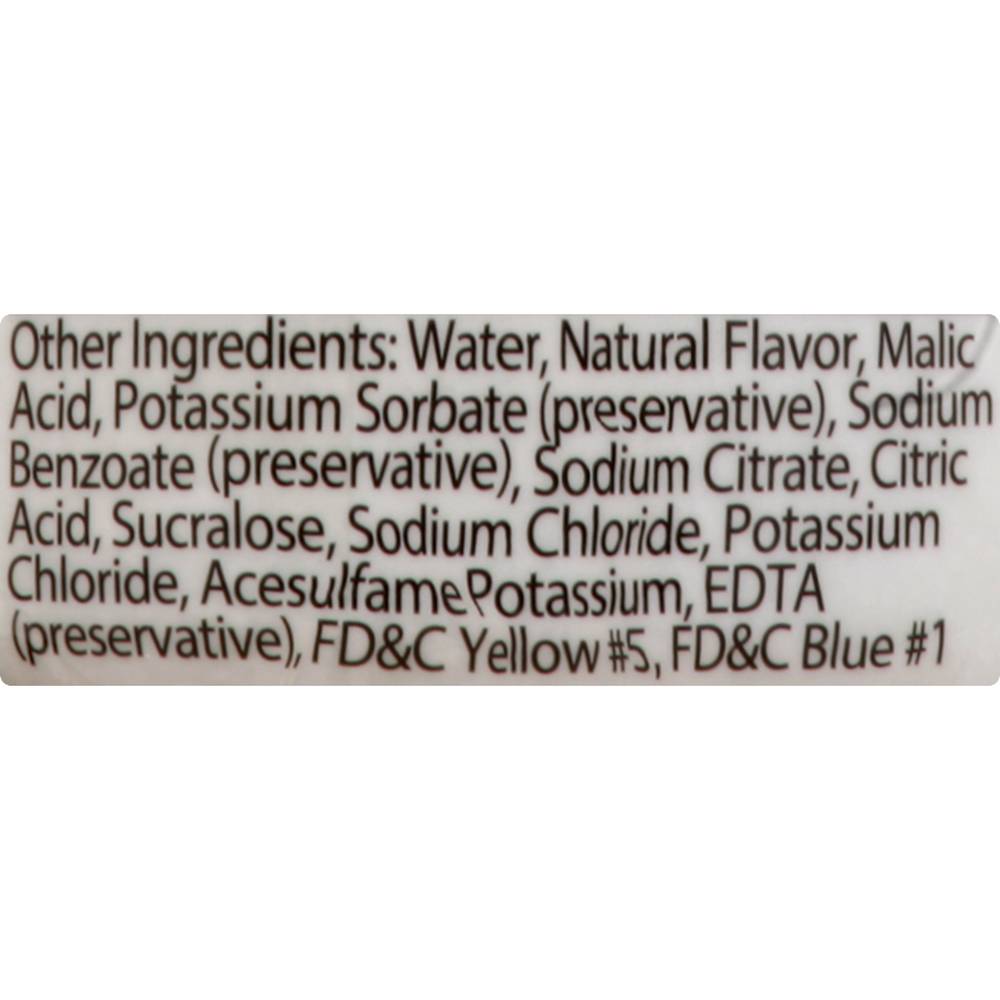 Other Ingredients: Water, Natural Flavor, Malic
Acid, Potassium Sorbate (preservative), Sodium
Benzoate (preservative), Sodium Citrate, Citric
Acid, Sucralose, Sodium Chloride, Potassium
Chloride, Acesulfame Potassium, EDTA
(preservative), FD&C Yellow #5, FD&C Blue #1